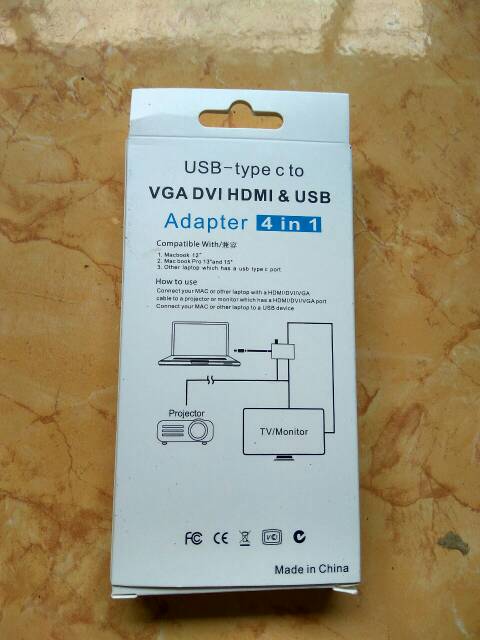 USB-type c to
VGA DVI HDMI & USB
Adapter 4 in 1
Compatible With/兼容
1. Macbook 12"
2. Macbook Pro 13"and 15"
3. Other laptop which has a usb type c port
How to use
Connect your MAC or other laptop with a HDMI/DVI/VGA
cable to a projector or monitor which has a HDMI/DVI/VGA port
Connect your MAC or other laptop to a USB device
Projector
TV/Monitor
FC CE
Made in China